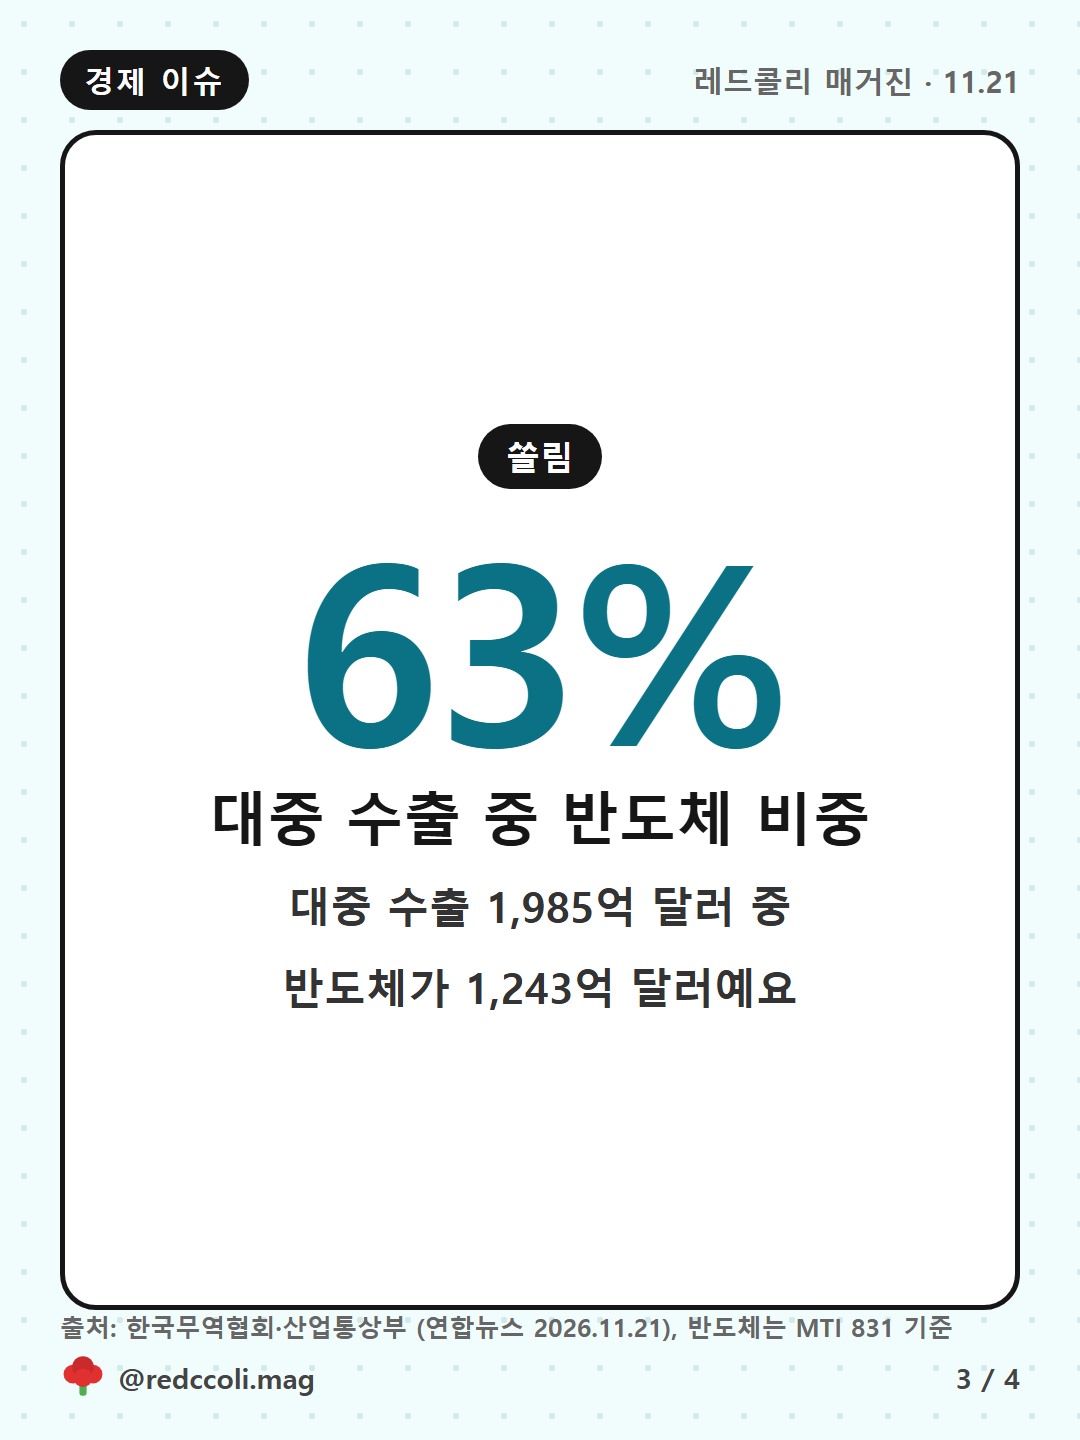 경제 이슈
레드콜리 매거진 · 11.21
쏠림
63%
대중 수출 중 반도체 비중
대중 수출 1,985억 달러 중
반도체가 1,243억 달러예요
출처: 한국무역협회·산업통상부 (연합뉴스 2026.11.21), 반도체는 MTI 831 기준
@redccoli.mag
3 / 4